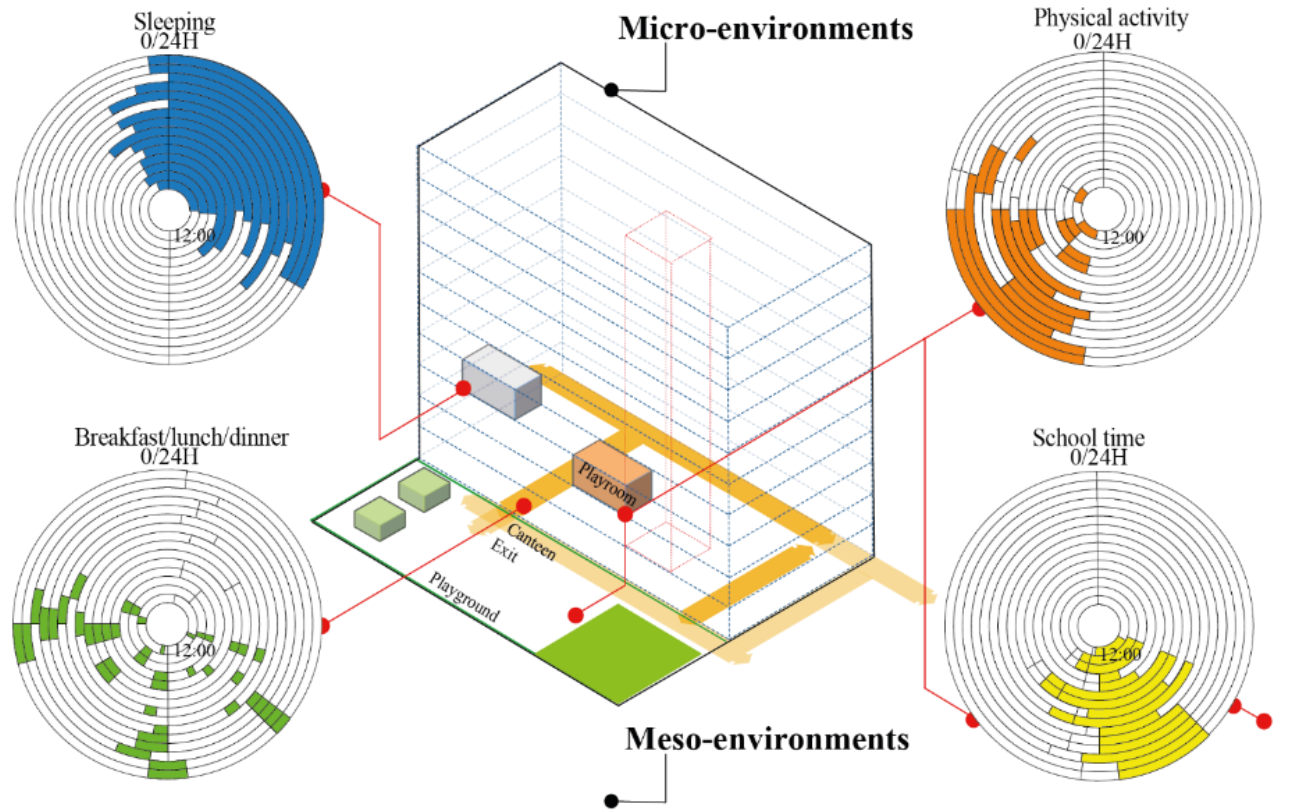 Sleeping
0/24H
12:00
Micro-environments
Physical activity
0/24H
12:00
Breakfast/lunch/dinner
0/24H
12:00
Playroom
Canteen
Exit
Playground
School time
0/24H
12:00
Meso-environments